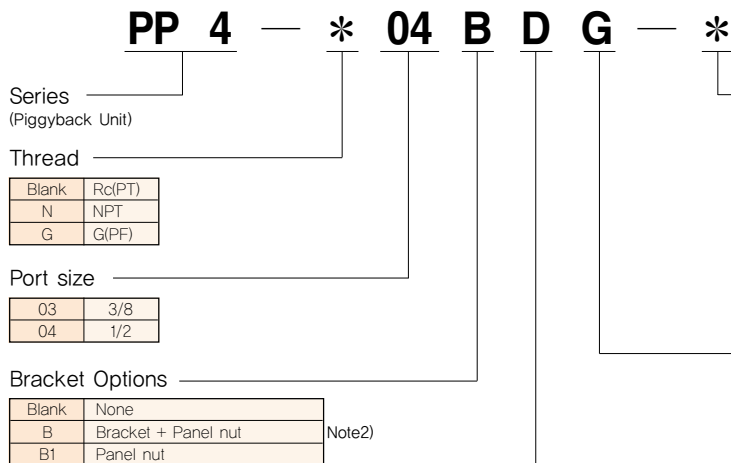 PP 4 — * 04 B D G — *
Series
(Piggyback Unit)
Thread
Blank Rc(PT)
N NPT
G G(PF)
Port size
03 3/8
04 1/2
Bracket Options
Blank None
B Bracket + Panel nut Note2)
B1 Panel nut